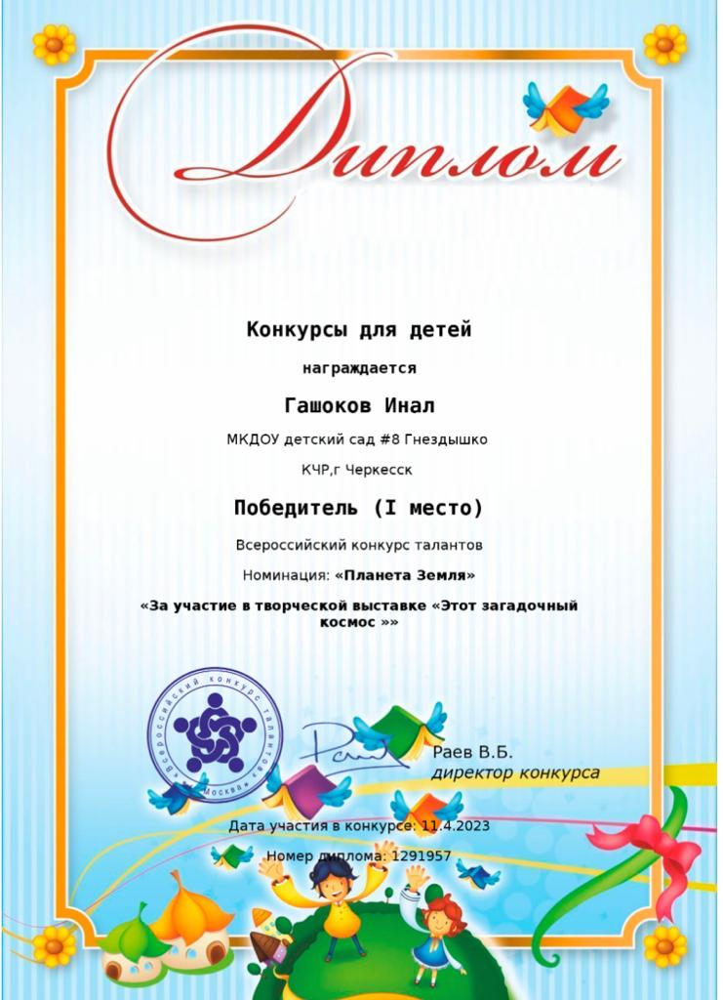 Диплом
Конкурсы для детей
награждается
Гашоков Инал
МКДОУ детский сад #8 Гнездышко
КЧР,г Черкесск
Победитель (I место)
Всероссийский конкурс талантов
Номинация: «Планета Земля»
«За участие в творческой выставке «Этот загадочный
космос »»
«Всероссийский конкурс талантов»
Москва
Раев В.Б.
директор конкурса
Дата участия в конкурсе: 11.4.2023
Номер диплома: 1291957